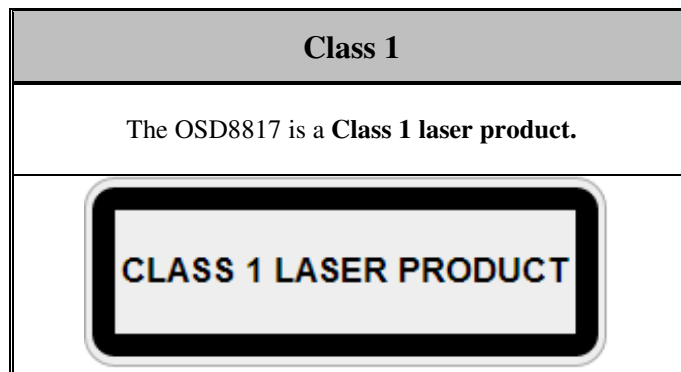 Class 1
The OSD8817 is a Class 1 laser product.
CLASS 1 LASER PRODUCT